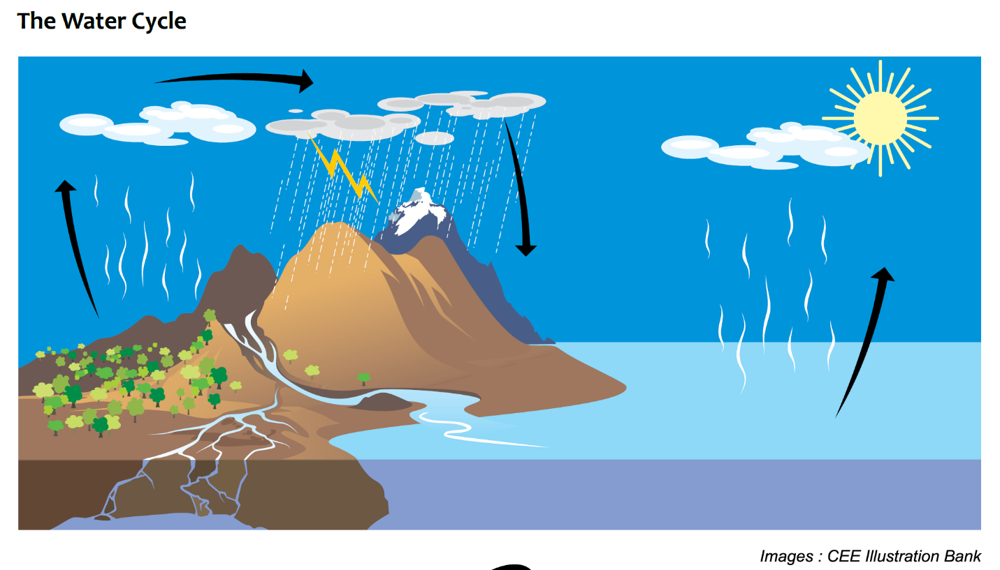 The Water Cycle
Images : CEE Illustration Bank